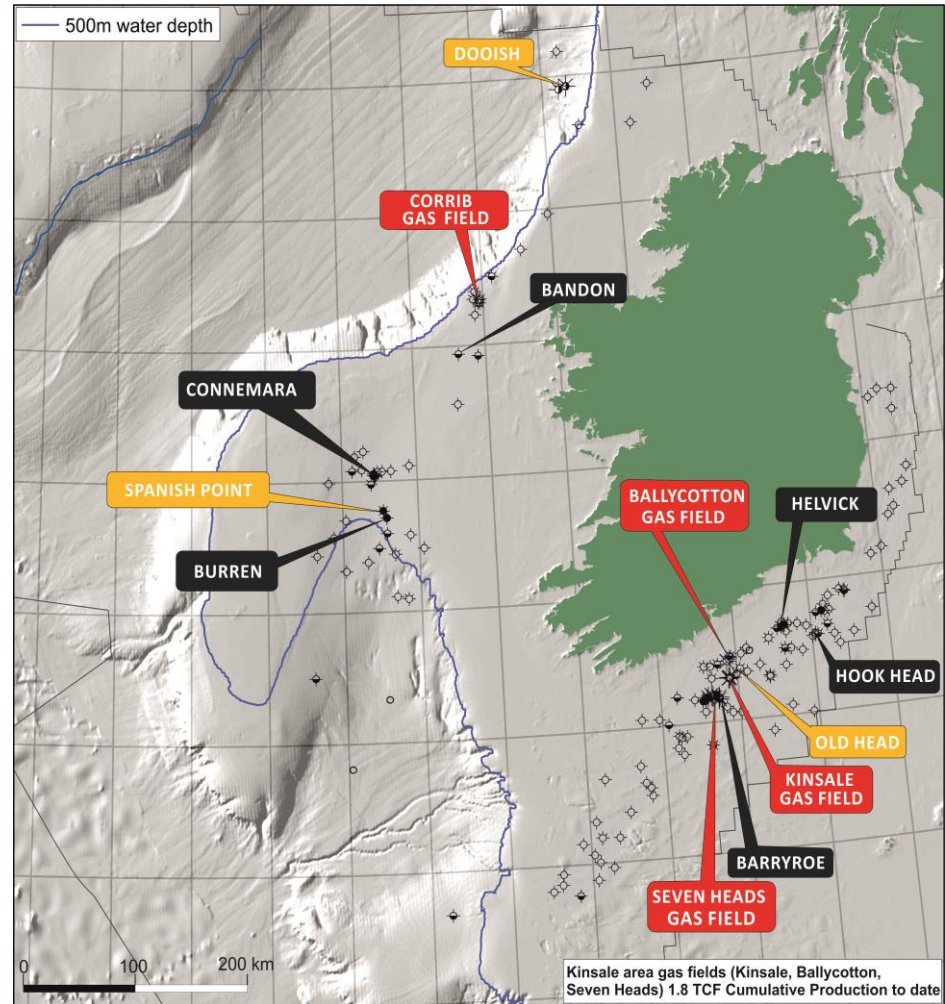 500m water depth
DOOISH
CORRIB
GAS FIELD
BANDON
CONNEMARA
SPANISH POINT
BURREN
BALLYCOTTON
GAS FIELD
HELVICK
HOOK HEAD
OLD HEAD
KINSALE
GAS FIELD
BARRYROE
SEVEN HEADS
GAS FIELD
0 100 200 km
Kinsale area gas fields (Kinsale, Ballycotton,
Seven Heads) 1.8 TCF Cumulative Production to date